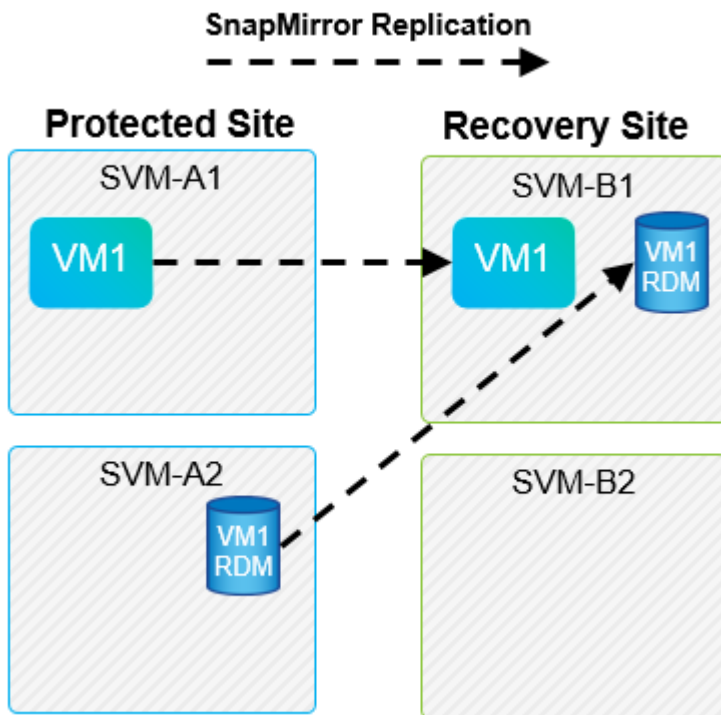 SnapMirror Replication
Protected Site
Recovery Site
SVM-A1
VM1
SVM-B1
VM1
VM1
RDM
SVM-A2
VM1
RDM
SVM-B2